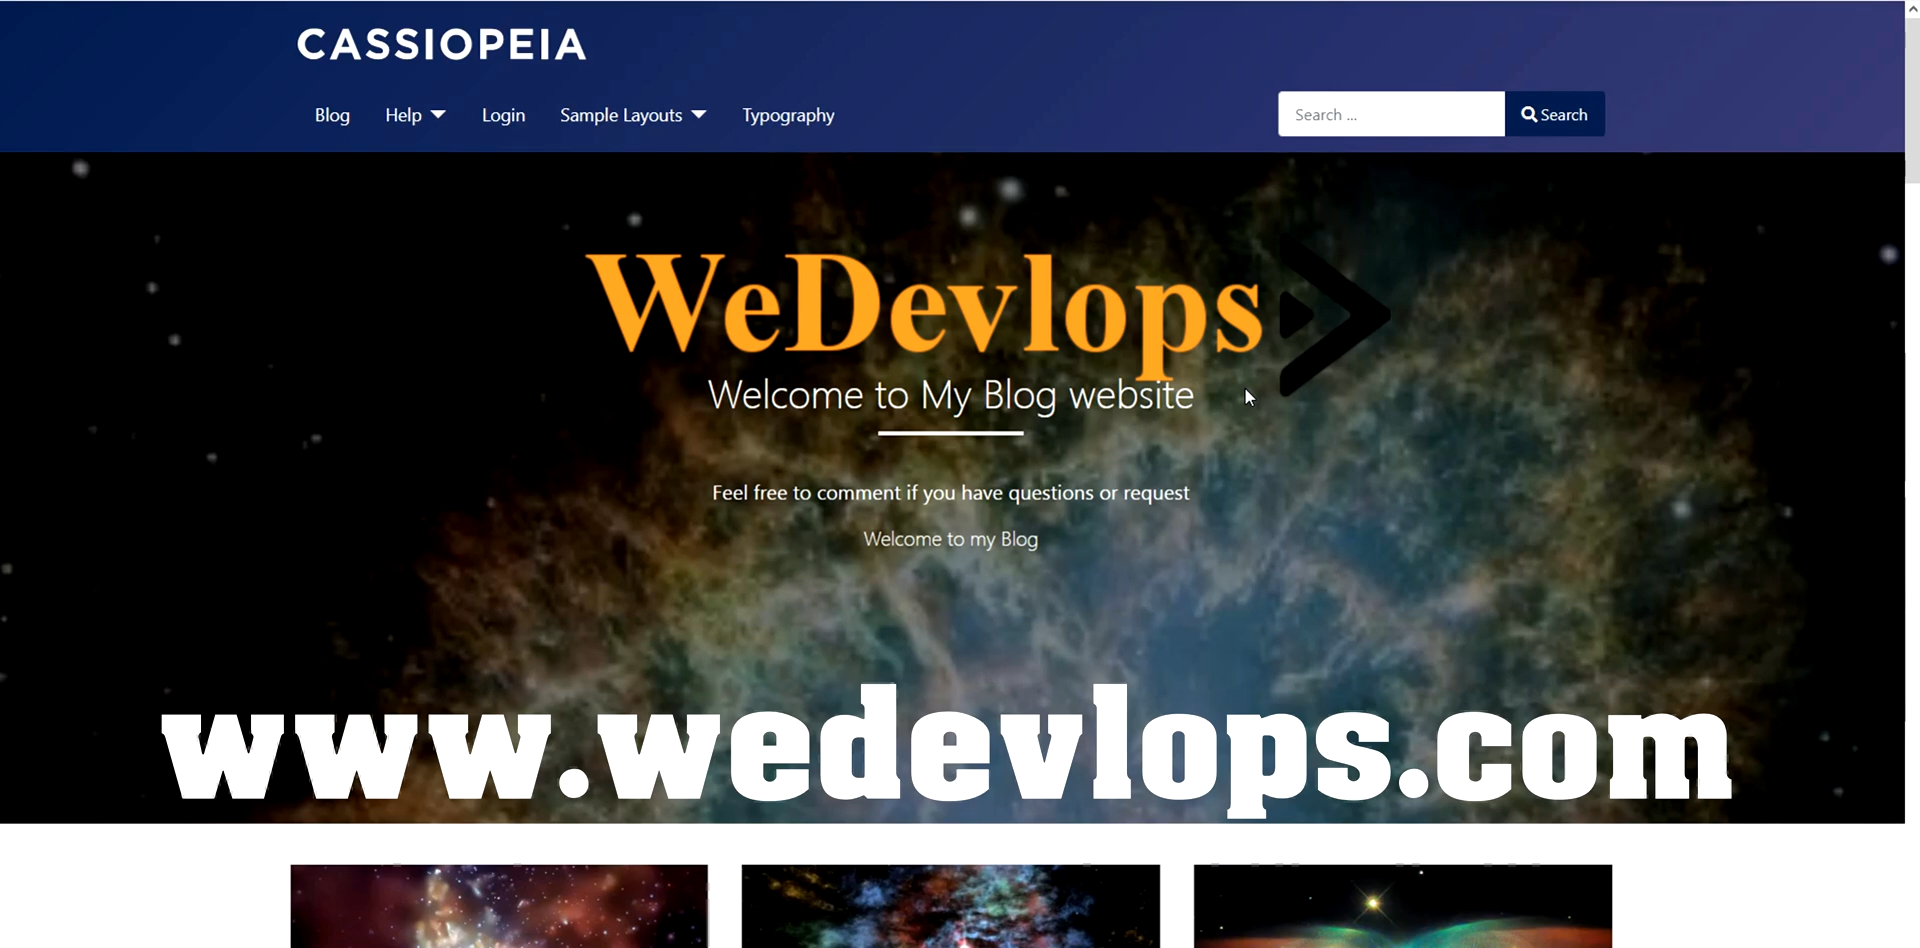 CASSIOPEIA
Blog Help Login Sample Layouts Typography Search ... Search
WeDevlops
Welcome to My Blog website
Feel free to comment if you have questions or request
Welcome to my Blog
www.wedevlops.com